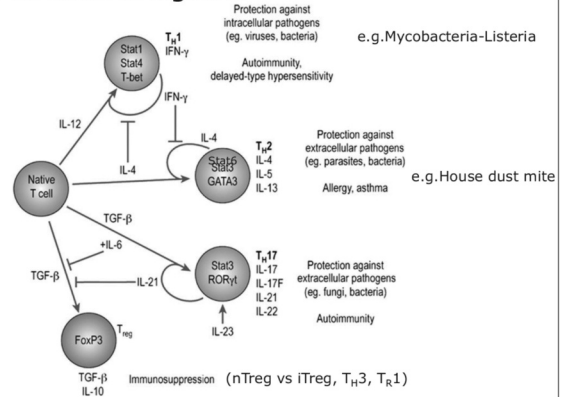 Protection against
intracellular pathogens
(eg. viruses, bacteria)
e.g.Mycobacteria-Listeria
Autoimmunity,
delayed-type hypersensitivity
TH1
IFN-γ
Stat1
Stat4
T-bet
IFN-γ
IL-12
IL-4
IL-4
Native
T cell
Stat6
Stat3
GATA3
TH2
IL-4
IL-5
IL-13
Protection against
extracellular pathogens
(eg. parasites, bacteria)
e.g.House dust mite
Allergy, asthma
TGF-β
+IL-6
TGF-β
IL-21
Stat3
RORγt
TH17
IL-17
IL-17F
IL-21
IL-22
Protection against
extracellular pathogens
(eg. fungi, bacteria)
Autoimmunity
IL-23
FoxP3
Treg
TGF-β
IL-10
Immunosuppression (nTreg vs iTreg, TH3, TR1)